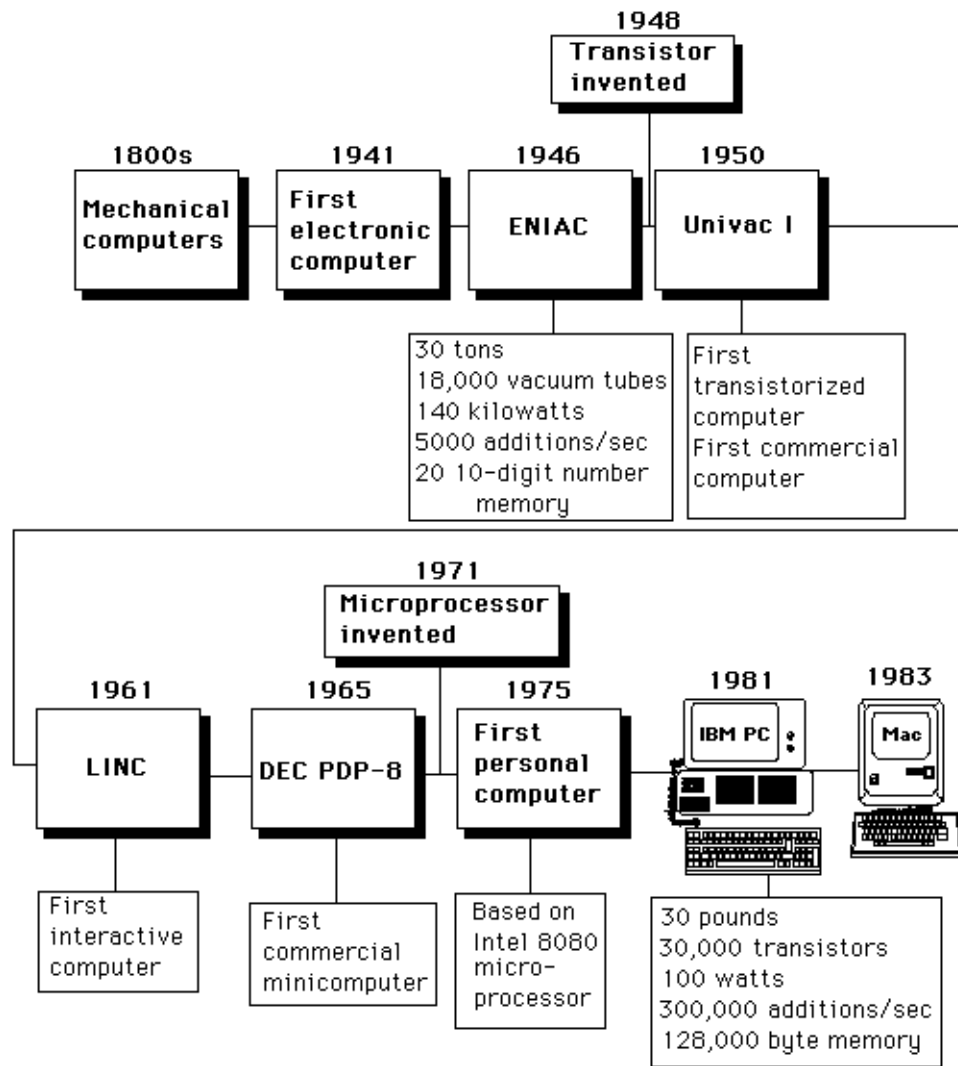 1948
Transistor
invented
1800s
Mechanical
computers
1941
First
electronic
computer
1946
ENIAC
1950
Univac I
30 tons
18,000 vacuum tubes
140 kilowatts
5000 additions/sec
20 10-digit number
memory
First
transistorized
computer
First commercial
computer
1971
Microprocessor
invented
1961
LINC
1965
DEC PDP-8
1975
First
personal
computer
1981
IBM PC
1983
Mac
First
interactive
computer
First
commercial
minicomputer
Based on
Intel 8080
micro-
processor
30 pounds
30,000 transistors
100 watts
300,000 additions/sec
128,000 byte memory